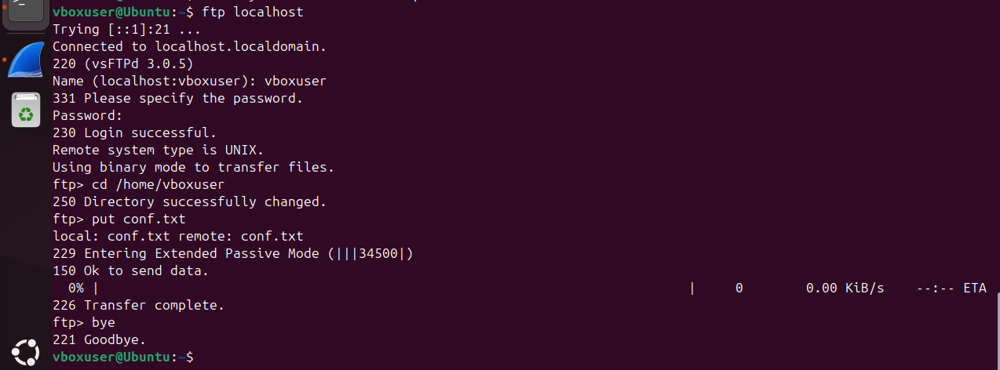 vboxuser@Ubuntu:~$ ftp localhost
Trying [::1]:21 ...
Connected to localhost.localdomain.
220 (vsFTPd 3.0.5)
Name (localhost:vboxuser): vboxuser
331 Please specify the password.
Password:
230 Login successful.
Remote system type is UNIX.
Using binary mode to transfer files.
ftp> cd /home/vboxuser
250 Directory successfully changed.
ftp> put conf.txt
local: conf.txt remote: conf.txt
229 Entering Extended Passive Mode (|||34500|)
150 Ok to send data.
  0% |                                                                           |     0        0.00 KiB/s    --:-- ETA
226 Transfer complete.
ftp> bye
221 Goodbye.
vboxuser@Ubuntu:~$